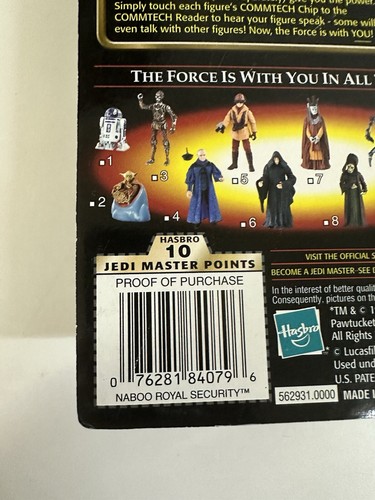 Simply touch each figure's COMMTECH Chip to the
COMMTECH Reader to hear your figure speak - some will
even talk with other figures! Now, the Force is with YOU!
THE FORCE IS WITH YOU IN ALL
1
3
5
7
2
4
6
8
HASBRO
10
JEDI MASTER POINTS
PROOF OF PURCHASE
0 76281 84079 6
NABOO ROYAL SECURITY™
VISIT THE OFFICIAL
BECOME A JEDI MASTER-SEE
In the interest of better
Consequently, pictures on
Hasbro
*TM & ©
Pawtucket
All Rights
© Lucasfil
Used und
U.S. PATE
562931.0000 MADE